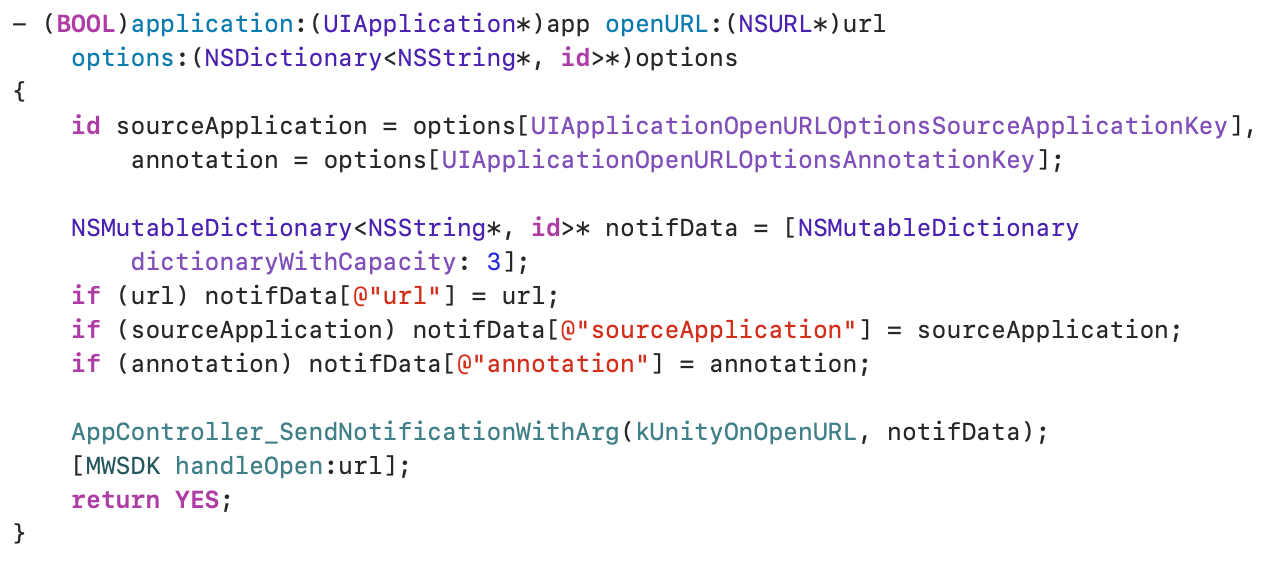 - (BOOL)application:(UIApplication*)app openURL:(NSURL*)url
    options:(NSDictionary<NSString*, id>*)options
{
    id sourceApplication = options[UIApplicationOpenURLOptionsSourceApplicationKey],
        annotation = options[UIApplicationOpenURLOptionsAnnotationKey];

    NSMutableDictionary<NSString*, id>* notifData = [NSMutableDictionary
        dictionaryWithCapacity: 3];
    if (url) notifData[@"url"] = url;
    if (sourceApplication) notifData[@"sourceApplication"] = sourceApplication;
    if (annotation) notifData[@"annotation"] = annotation;

    AppController_SendNotificationWithArg(kUnityOnOpenURL, notifData);
    [MWSDK handleOpen:url];
    return YES;
}